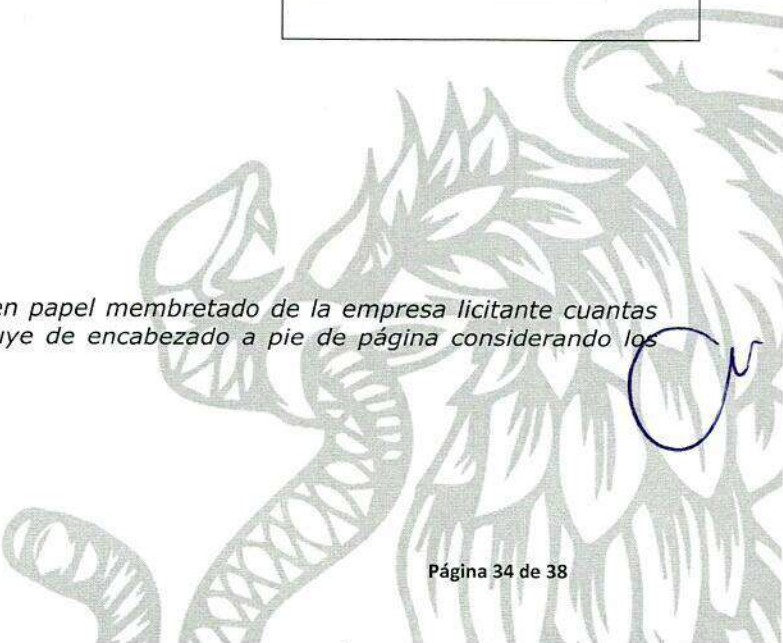 en papel membretado de la empresa licitante cuantas
uye de encabezado a pie de página considerando los
Página 34 de 38